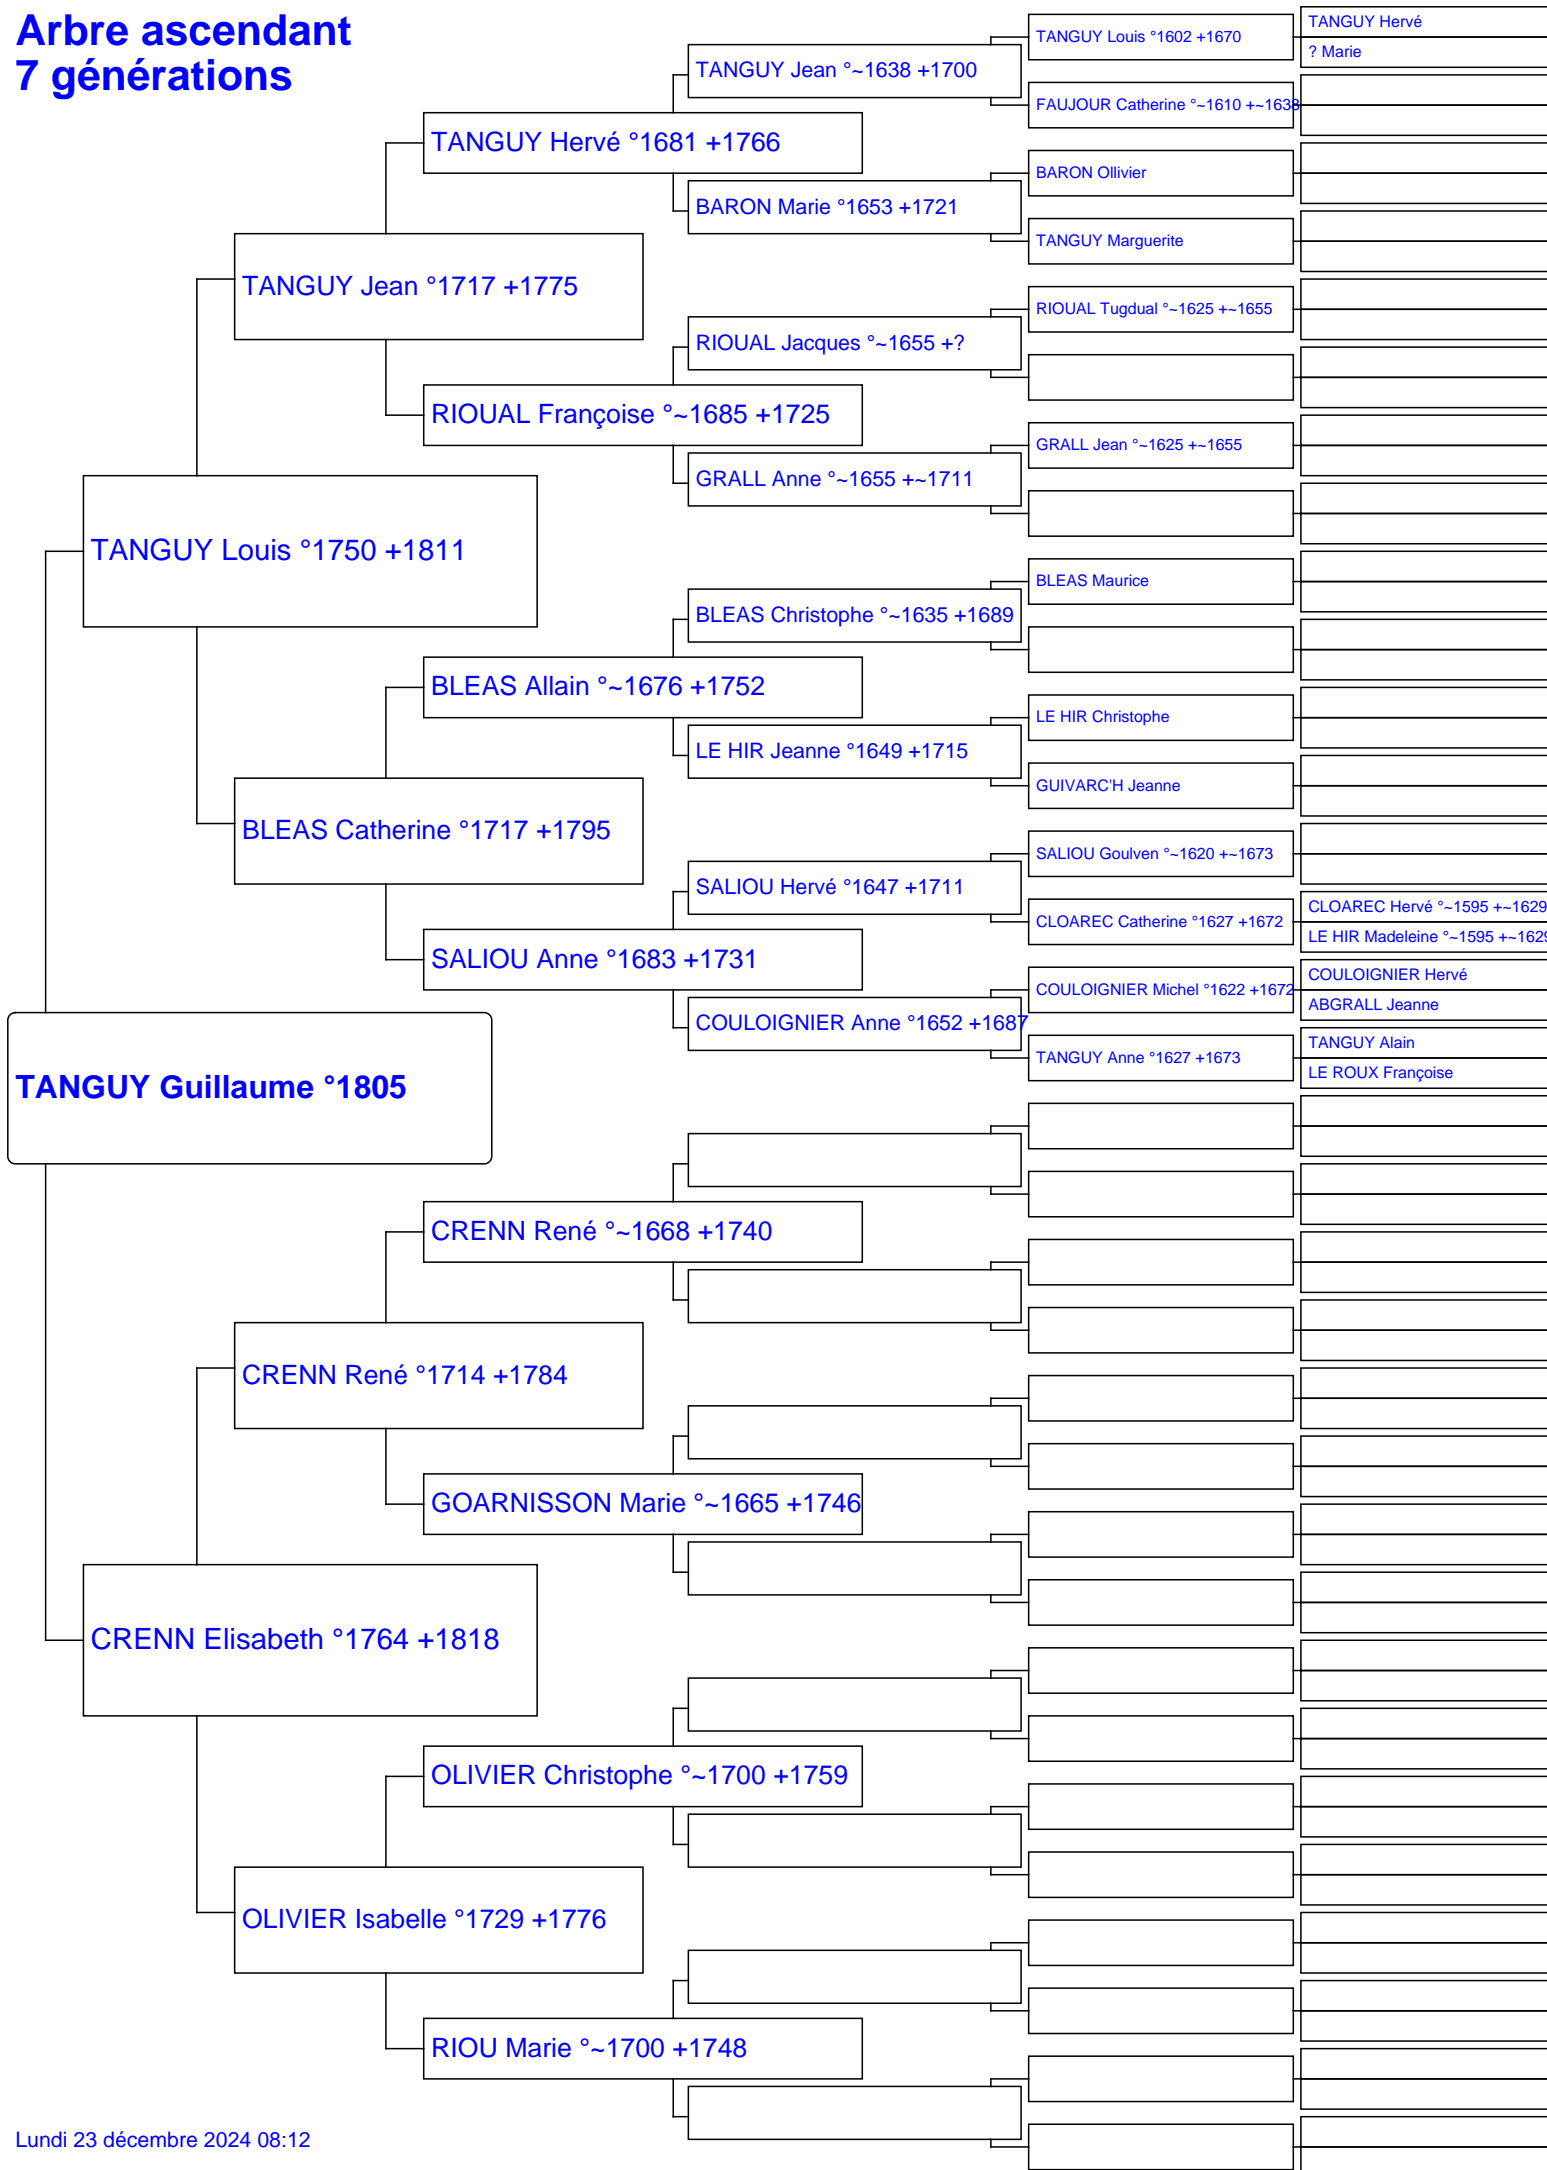 Arbre ascendant
7 générations
TANGUY Guillaume °1805
TANGUY Louis °1750 +1811
CRENN Elisabeth °1764 +1818
TANGUY Jean °1717 +1775
BLEAS Catherine °1717 +1795
CRENN René °1714 +1784
OLIVIER Isabelle °1729 +1776
TANGUY Hervé °1681 +1766
RIOUAL Françoise °~1685 +1725
BLEAS Allain °~1676 +1752
SALIOU Anne °1683 +1731
CRENN René °~1668 +1740
GOARNISSON Marie °~1665 +1746
OLIVIER Christophe °~1700 +1759
RIOU Marie °~1700 +1748
TANGUY Jean °~1638 +1700
BARON Marie °1653 +1721
RIOUAL Jacques °~1655 +?
GRALL Anne °~1655 +~1711
BLEAS Christophe °~1635 +1689
LE HIR Jeanne °1649 +1715
SALIOU Hervé °1647 +1711
COULOIGNIER Anne °1652 +1687
TANGUY Louis °1602 +1670
FAUJOUR Catherine °~1610 +~1638
BARON Ollivier
TANGUY Marguerite
RIOUAL Tugdual °~1625 +~1655
GRALL Jean °~1625 +~1655
BLEAS Maurice
LE HIR Christophe
GUIVARC'H Jeanne
SALIOU Goulven °~1620 +~1673
CLOAREC Catherine °1627 +1672
COULOIGNIER Michel °1622 +1672
TANGUY Anne °1627 +1673
TANGUY Hervé
? Marie
CLOAREC Hervé °~1595 +~1629
LE HIR Madeleine °~1595 +~1629
COULOIGNIER Hervé
ABGRALL Jeanne
TANGUY Alain
LE ROUX Françoise
Lundi 23 décembre 2024 08:12